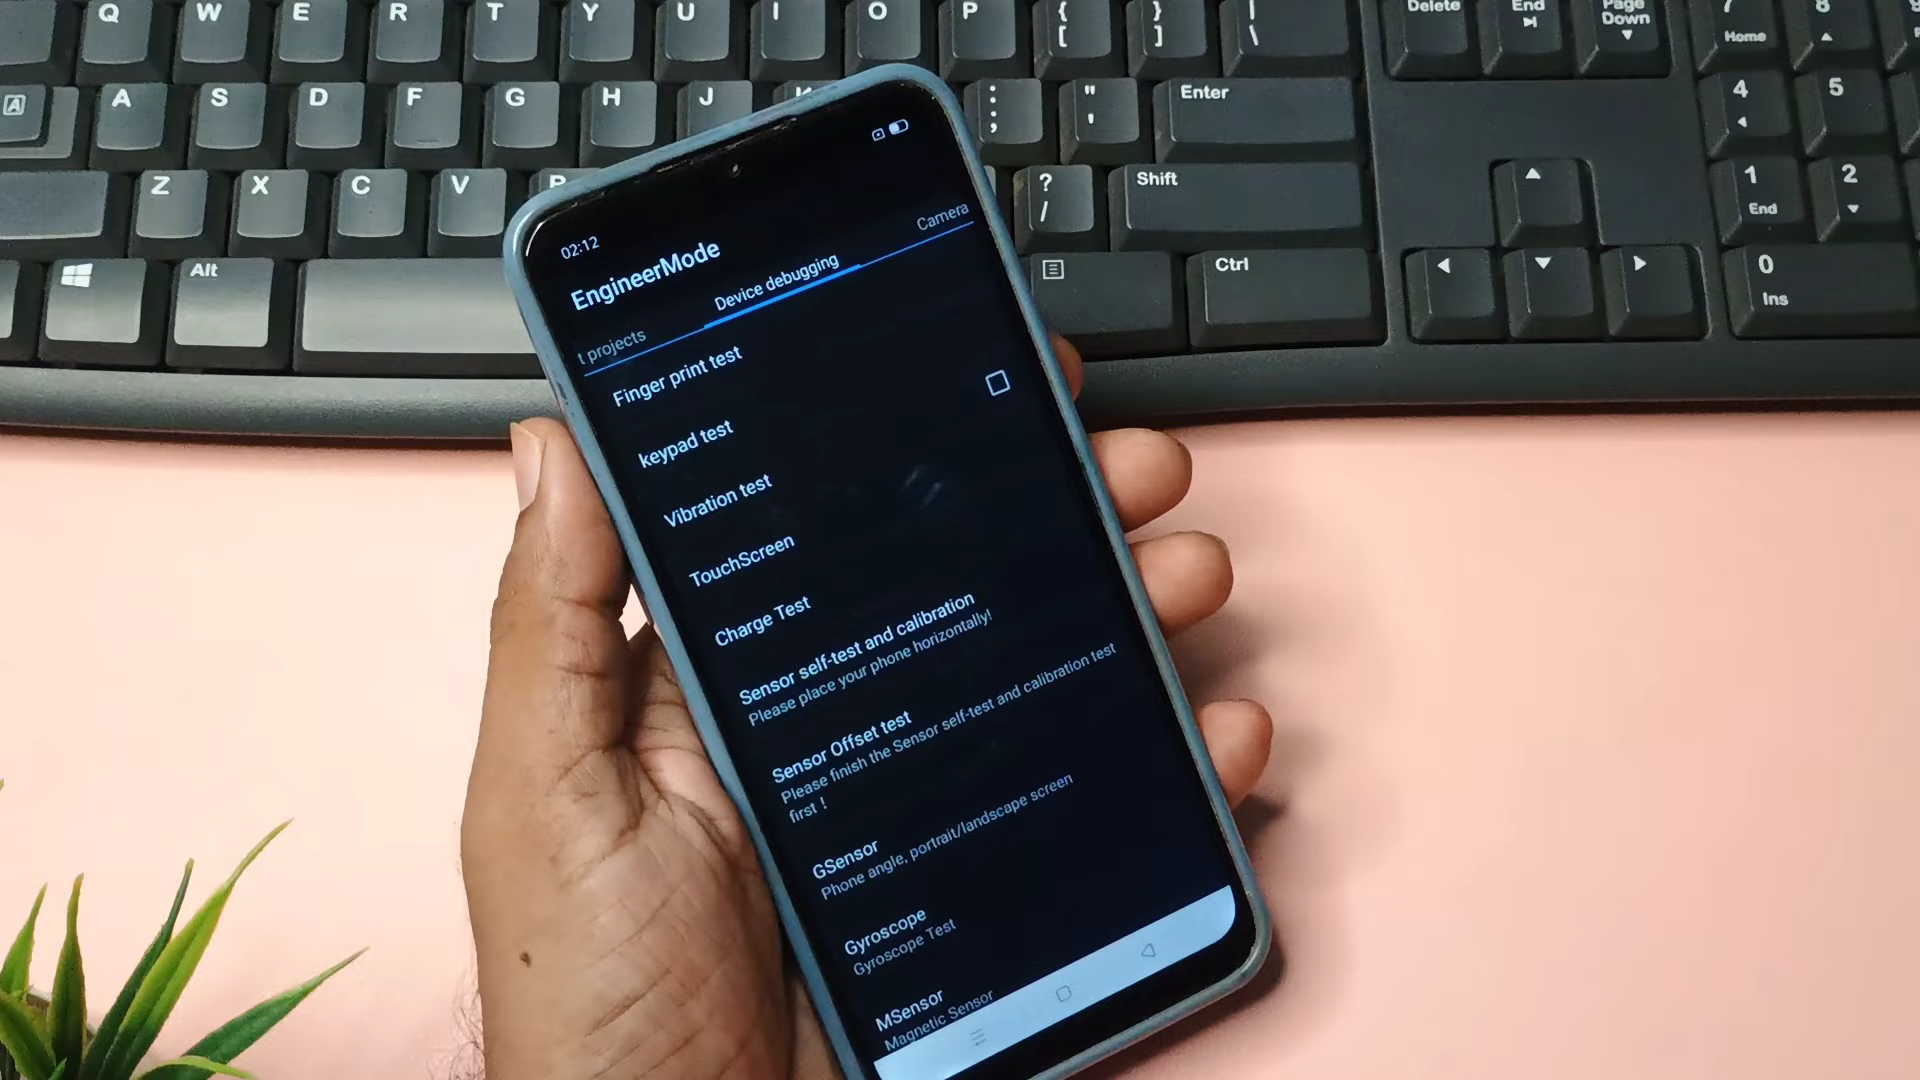 Q W E R T Y U I O P { [ } ] | \ Delete End Page Down 7 Home 8
A A S D F G H J : ; " ' Enter 4 5
Z X C V ? / Shift 1 End 2
Alt Ctrl 0 Ins
02:12
EngineerMode
t projects Device debugging Camera
Finger print test
keypad test
Vibration test
TouchScreen
Charge Test
Sensor self-test and calibration
Please place your phone horizontally!
Sensor Offset test
Please finish the Sensor self-test and calibration test
first !
GSensor
Phone angle, portrait/landscape screen
Gyroscope
Gyroscope Test
MSensor
Magnetic Sensor